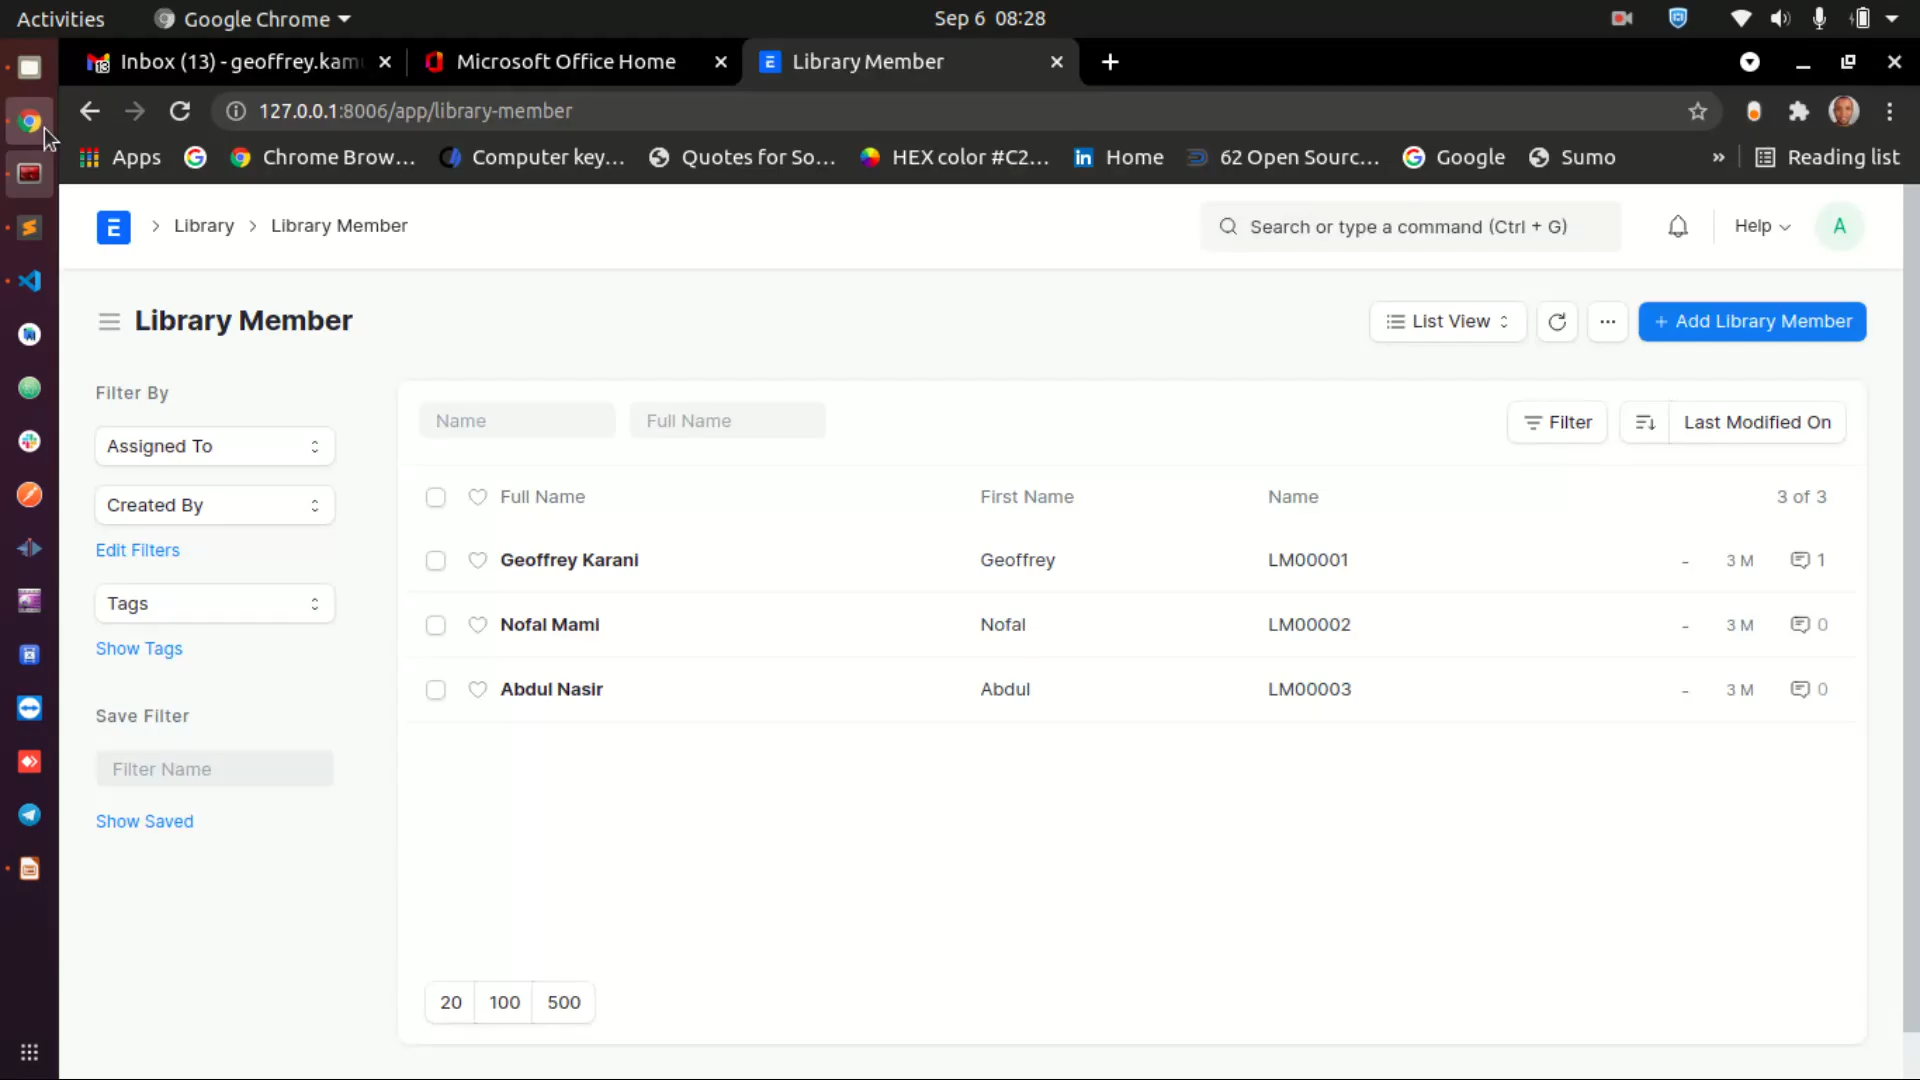 Activities Google Chrome Sep 6 08:28
Inbox (13) - geoffrey.kam Microsoft Office Home Library Member
127.0.0.1:8006/app/library-member
Apps Chrome Brow... Computer key... Quotes for So... HEX color #C2... Home 62 Open Sourc... Google Sumo » Reading list
Library Library Member Search or type a command (Ctrl + G) Help A
Library Member List View ... + Add Library Member
Filter By
Assigned To
Created By
Edit Filters
Tags
Show Tags
Save Filter
Filter Name
Show Saved
Name Full Name Filter Last Modified On
Full Name First Name Name 3 of 3
Geoffrey Karani Geoffrey LM00001 - 3 M 1
Nofal Mami Nofal LM00002 - 3 M 0
Abdul Nasir Abdul LM00003 - 3 M 0
20 100 500